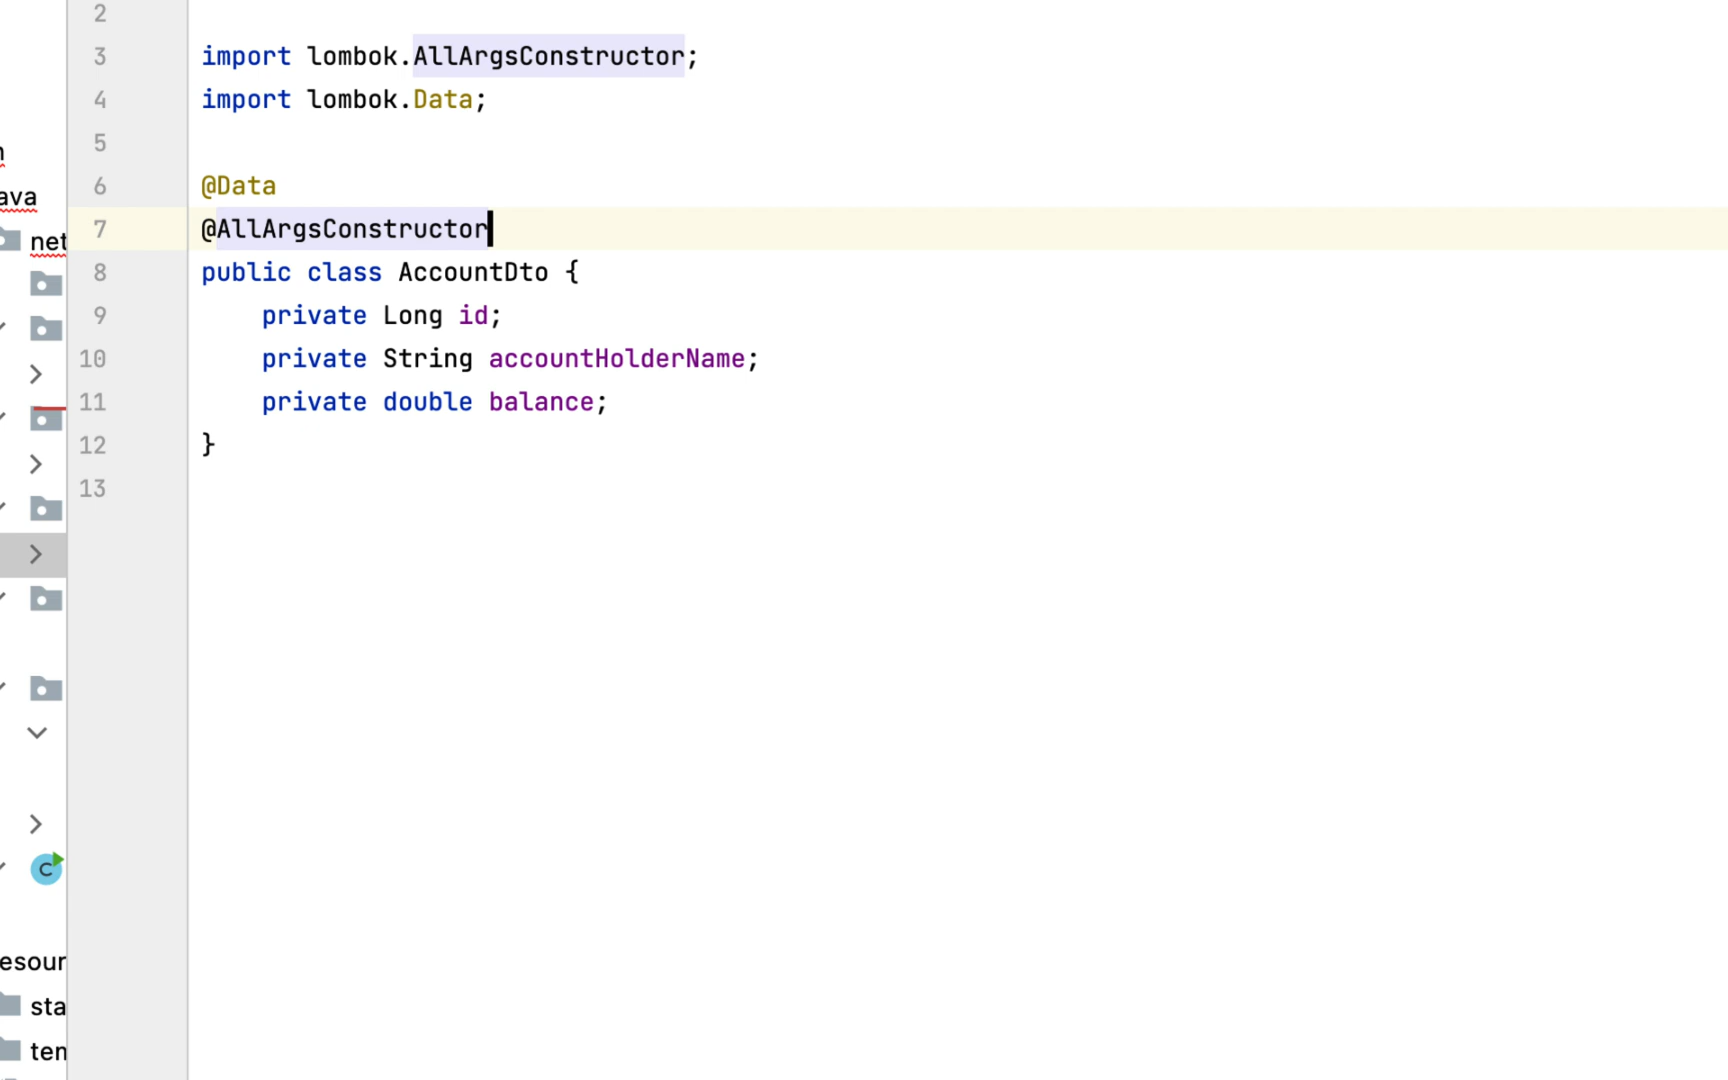 2
3 import lombok.AllArgsConstructor;
4 import lombok.Data;
5
6 @Data
ava
7 @AllArgsConstructor
net
8 public class AccountDto {
9 private Long id;
10 private String accountHolderName;
11 private double balance;
12 }
13
C
esour
sta
ten